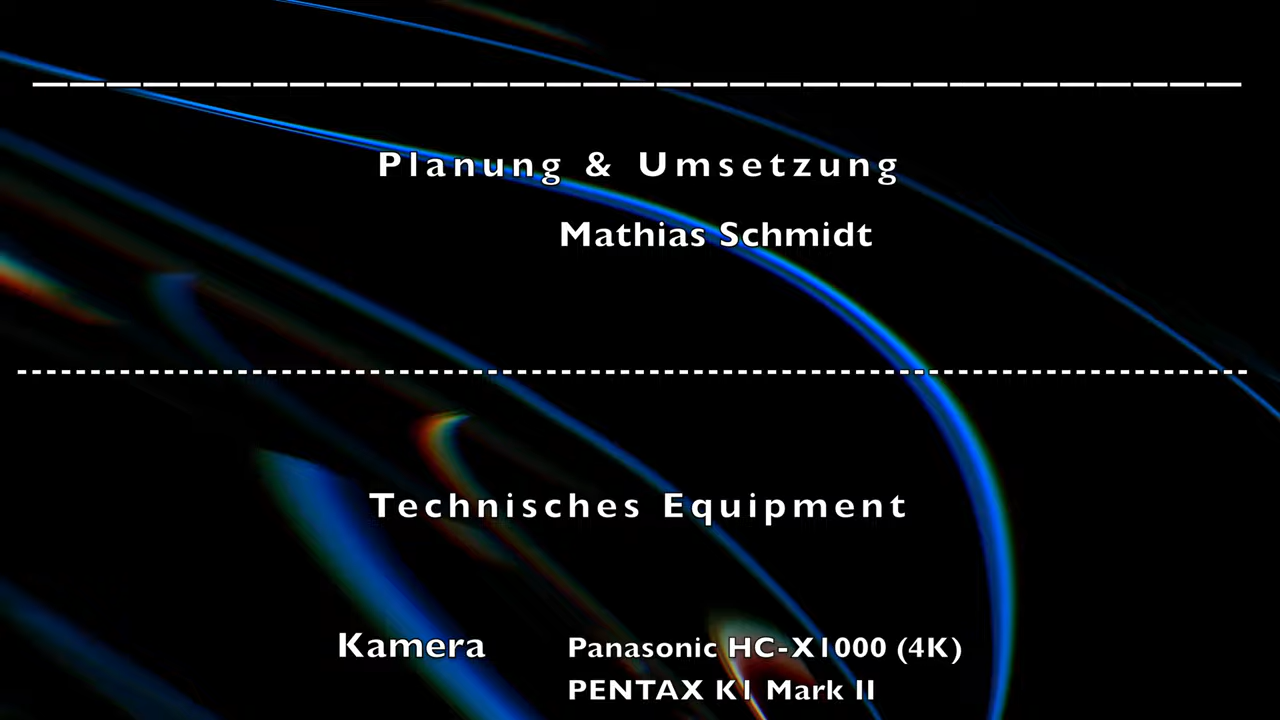 Planung & Umsetzung
Mathias Schmidt
Technisches Equipment
Kamera Panasonic HC-X1000 (4K)
PENTAX K1 Mark II